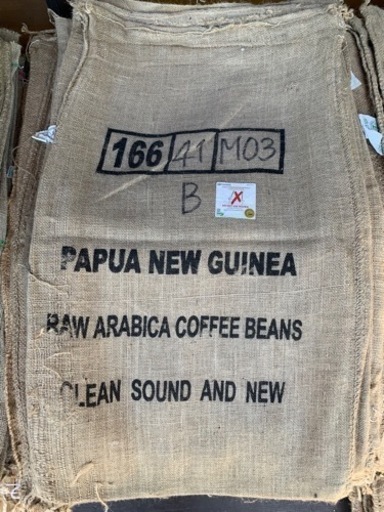 166 41 M03
B
PAPUA NEW GUINEA
RAW ARABICA COFFEE BEANS
CLEAN SOUND AND NEW